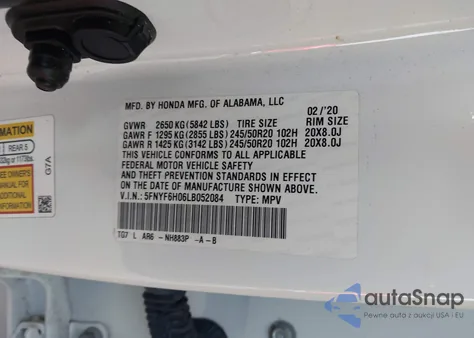 MFD. BY HONDA MFG. OF ALABAMA, LLC
02/'20
GVWR 2650 KG (5842 LBS) TIRE SIZE RIM SIZE
GAWR F 1295 KG (2855 LBS) 245/50R20 102H 20X8.0J
GAWR R 1425 KG (3142 LBS) 245/50R20 102H 20X8.0J
THIS VEHICLE CONFORMS TO ALL APPLICABLE
FEDERAL MOTOR VEHICLE SAFETY
AND THEFT PREVENTION STANDARDS IN EFFECT
ON THE DATE OF MANUFACTURE SHOWN ABOVE.
V.I.N.: 5FNYF6H06LB052084 TYPE: MPV
TG7 L AR6 -NH883P -A-B
MATION
REAR 5
G7A
autoSnap
Pewne auto z aukcji USA i EU